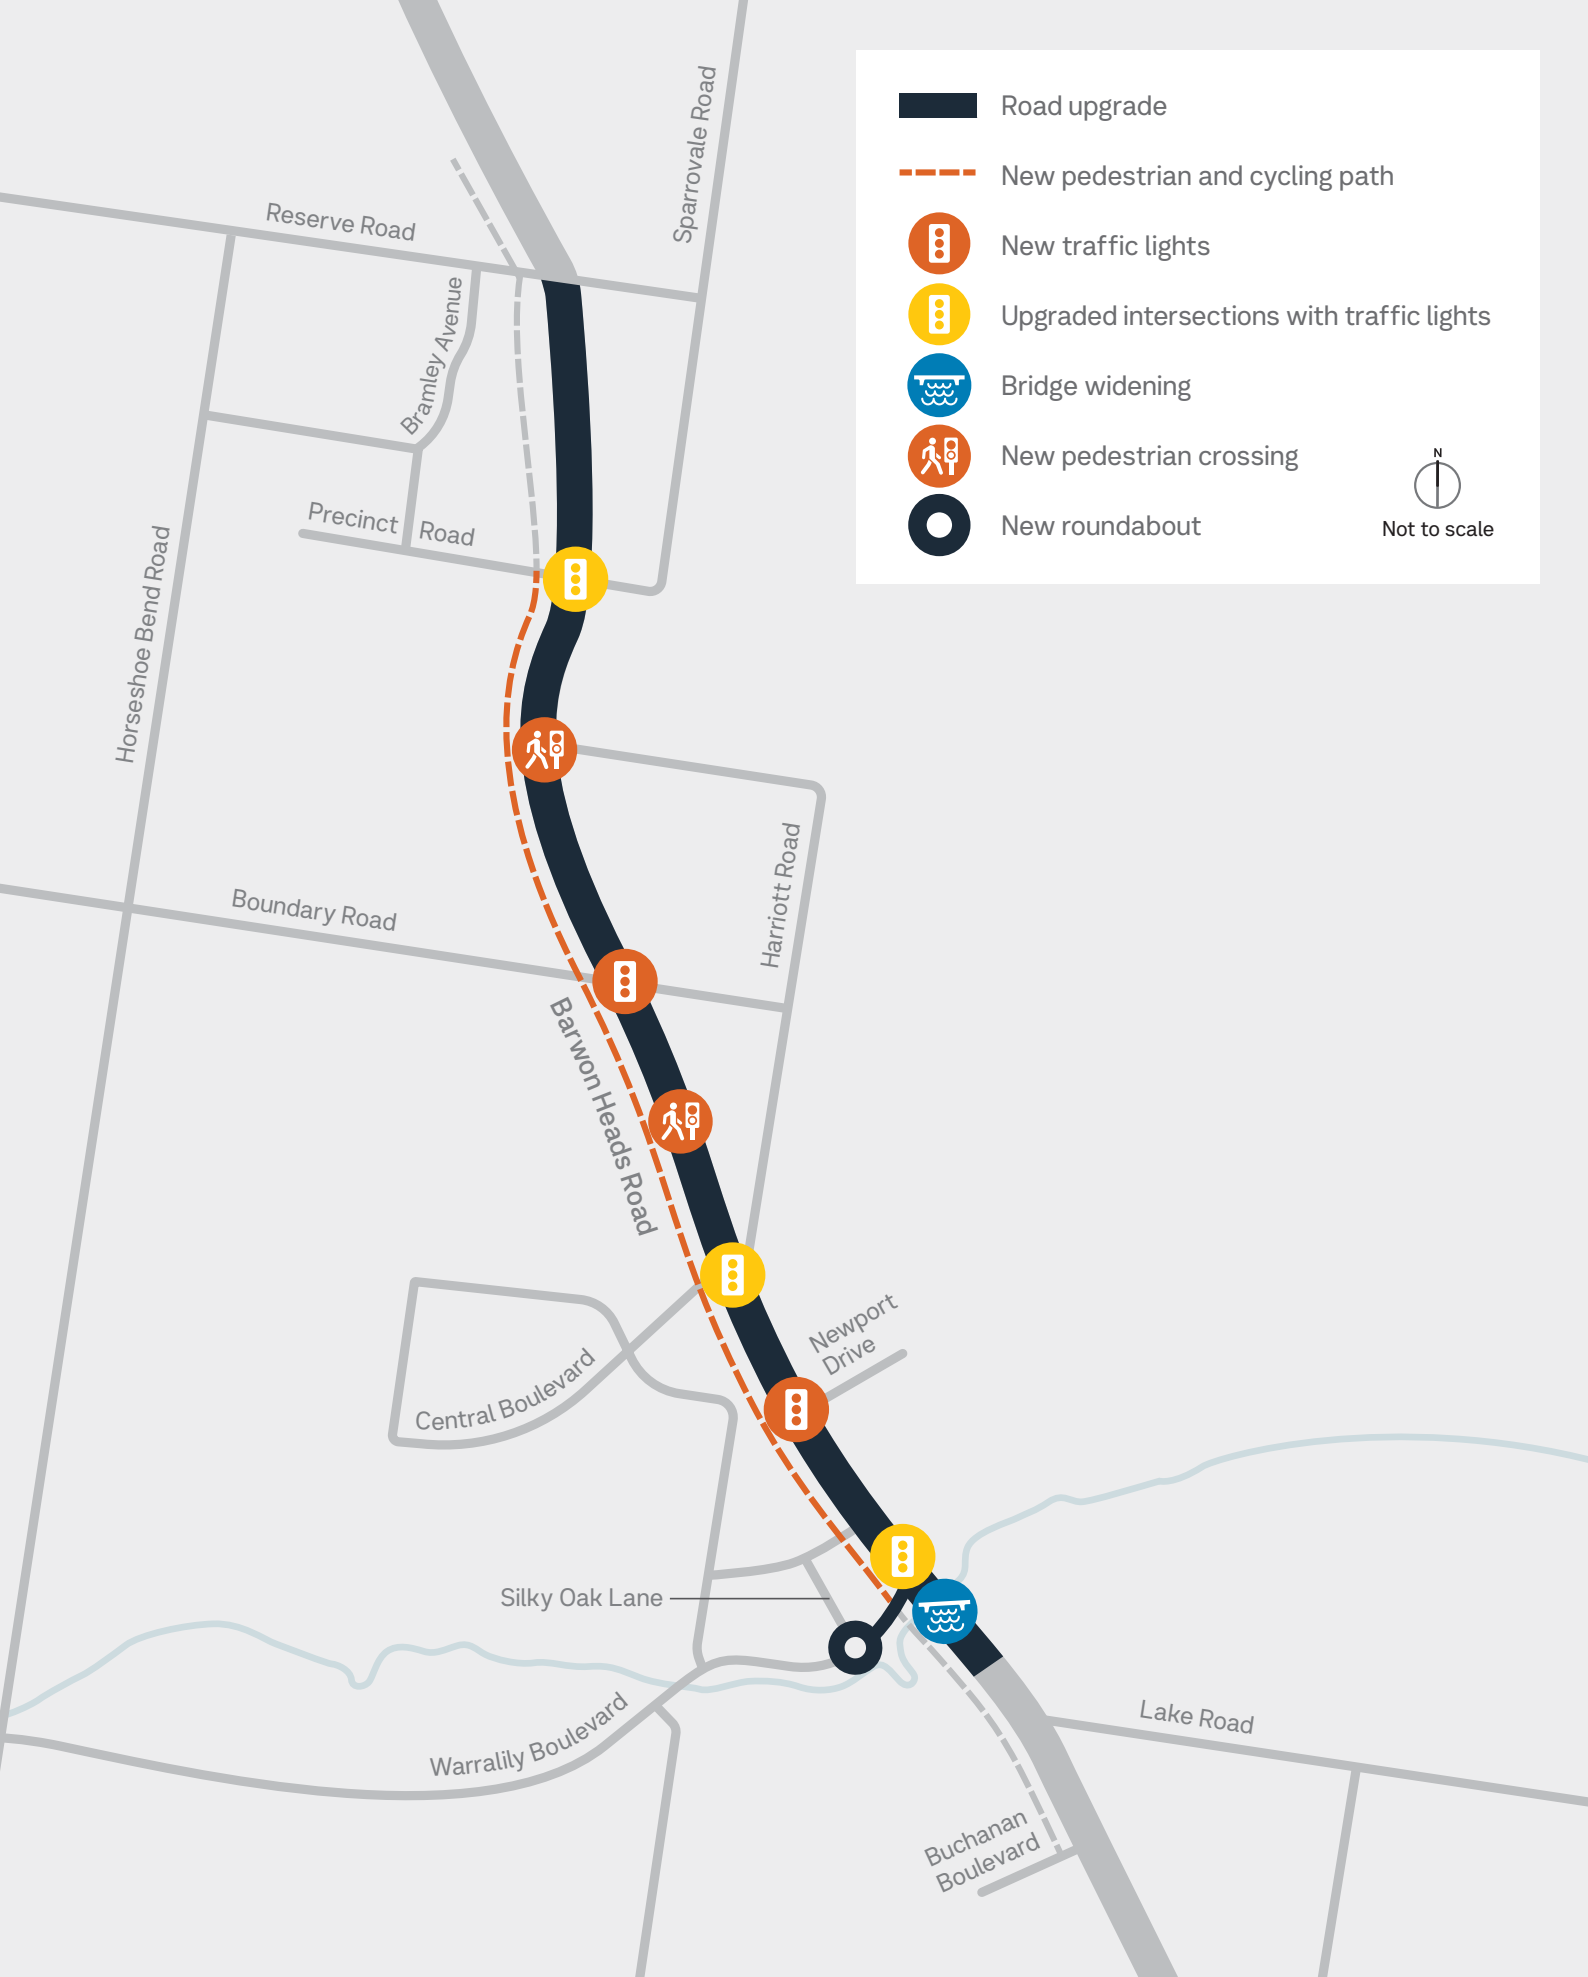 Road upgrade
New pedestrian and cycling path
New traffic lights
Upgraded intersections with traffic lights
Bridge widening
New pedestrian crossing
New roundabout
N
Not to scale
Sparrovale Road
Reserve Road
Bramley Avenue
Precinct Road
Horseshoe Bend Road
Harriott Road
Boundary Road
Barwon Heads Road
Newport
Drive
Central Boulevard
Silky Oak Lane
Warralily Boulevard
Lake Road
Buchanan
Boulevard